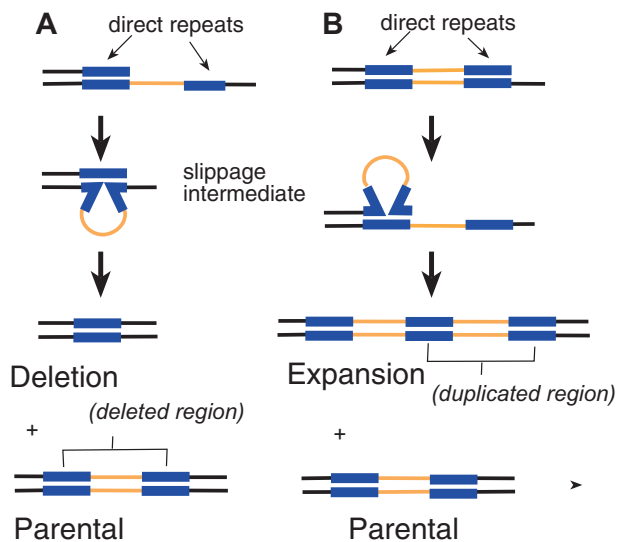 A
direct repeats
slippage
intermediate
Deletion
(deleted region)
+
Parental
B
direct repeats
Expansion
(duplicated region)
+
Parental